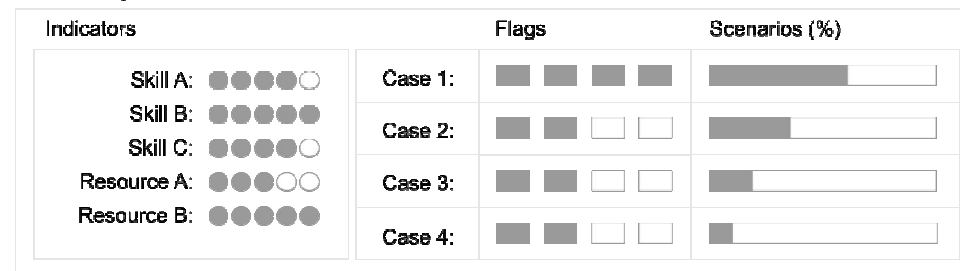 Indicators
Flags
Scenarios (%)
Skill A:
Skill B:
Skill C:
Resource A:
Resource B:
Case 1:
Case 2:
Case 3:
Case 4: